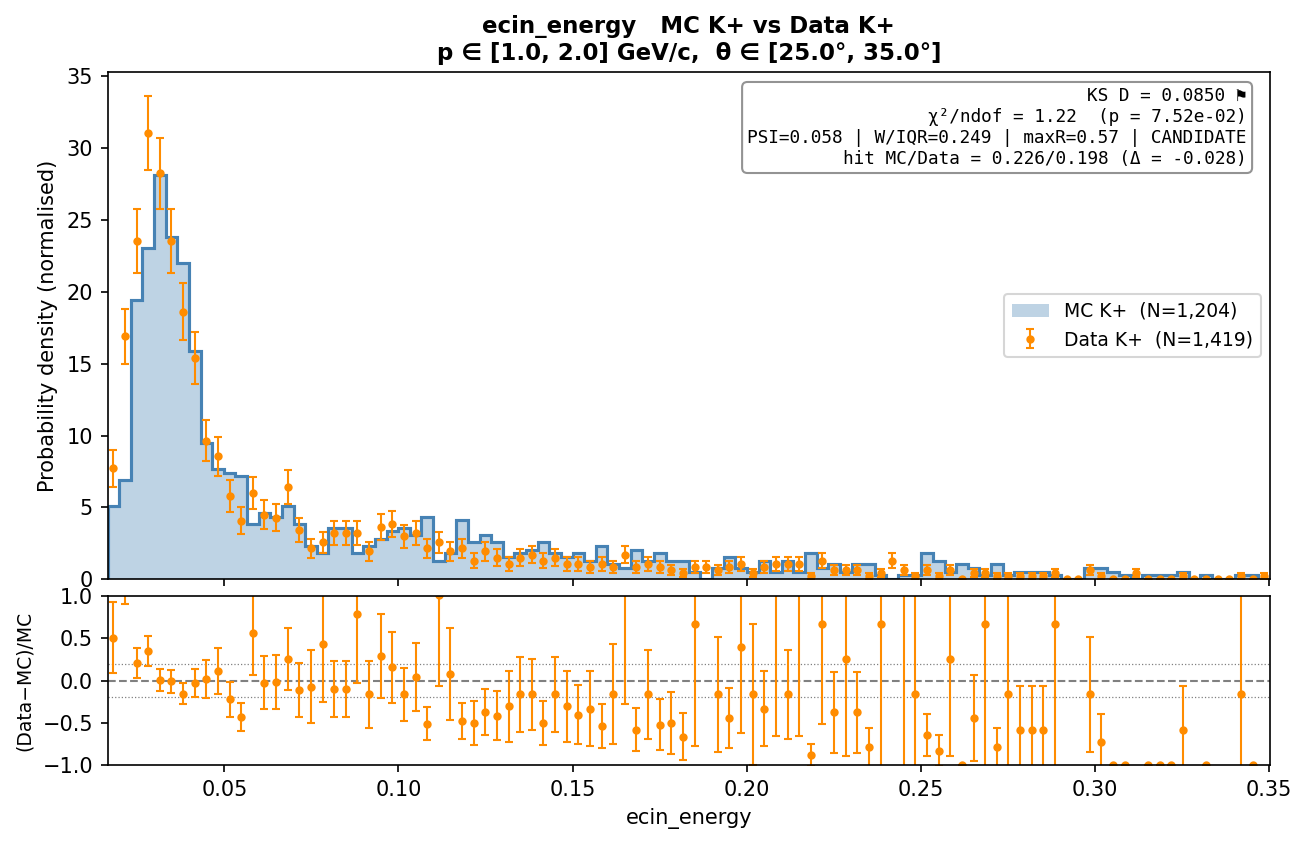 ecin_energy   MC K+ vs Data K+
p ∈ [1.0, 2.0] GeV/c,  θ ∈ [25.0°, 35.0°]
Probability density (normalised)
35
30
25
20
15
10
5
0
KS D = 0.0850 ⚑
χ²/ndof = 1.22  (p = 7.52e-02)
PSI=0.058 | W/IQR=0.249 | maxR=0.57 | CANDIDATE
hit MC/Data = 0.226/0.198 (Δ = -0.028)
MC K+  (N=1,204)
Data K+  (N=1,419)
(Data−MC)/MC
1.0
0.5
0.0
−0.5
−1.0
0.05 0.10 0.15 0.20 0.25 0.30 0.35
ecin_energy